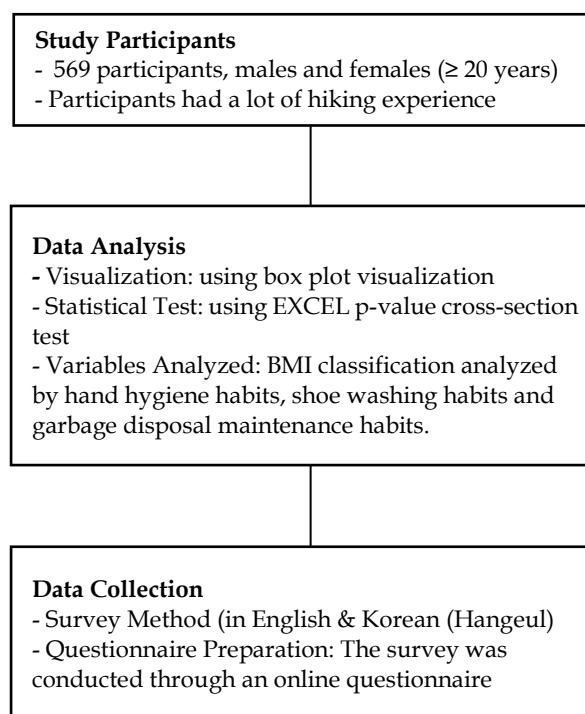 Study Participants
- 569 participants, males and females (≥ 20 years)
- Participants had a lot of hiking experience
Data Analysis
- Visualization: using box plot visualization
- Statistical Test: using EXCEL p-value cross-section
test
- Variables Analyzed: BMI classification analyzed
by hand hygiene habits, shoe washing habits and
garbage disposal maintenance habits.
Data Collection
- Survey Method (in English & Korean (Hangeul)
- Questionnaire Preparation: The survey was
conducted through an online questionnaire